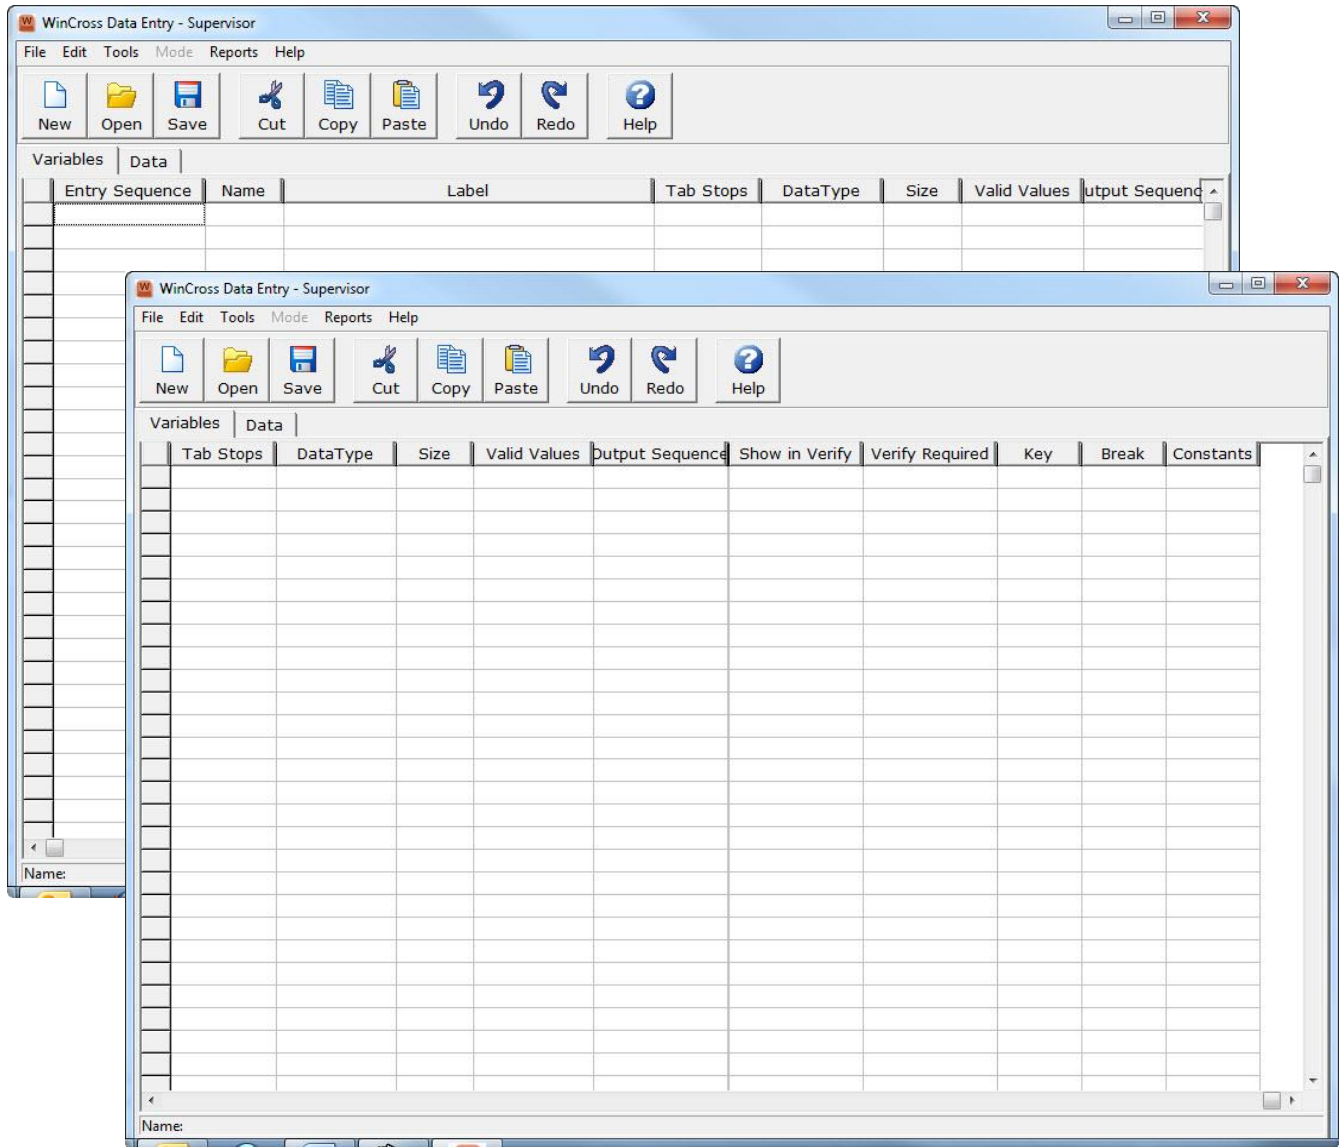 WinCross Data Entry - Supervisor
File Edit Tools Mode Reports Help
New Open Save Cut Copy Paste Undo Redo Help
Variables Data
Entry Sequence Name Label Tab Stops DataType Size Valid Values utput Sequenc
Name:
WinCross Data Entry - Supervisor
File Edit Tools Mode Reports Help
New Open Save Cut Copy Paste Undo Redo Help
Variables Data
Tab Stops DataType Size Valid Values Output Sequence Show in Verify Verify Required Key Break Constants
Name: